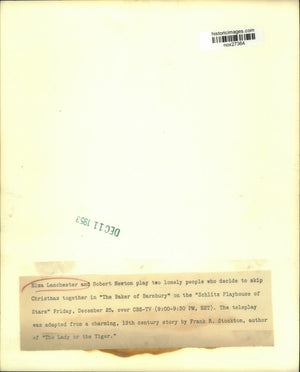 historicimages.com
nox27364
DEC 11 1953
Elsa Lanchester and Robert Newton play two lonely people who decide to skip
Christmas together in "The Baker of Barnbury" on the "Schlitz Playhouse of
Stars" Friday, December 25, over CBS-TV (9:00-9:30 PM, EST). The teleplay
was adapted from a charming, 19th century story by Frank R. Stockton, author
of "The Lady or the Tiger."